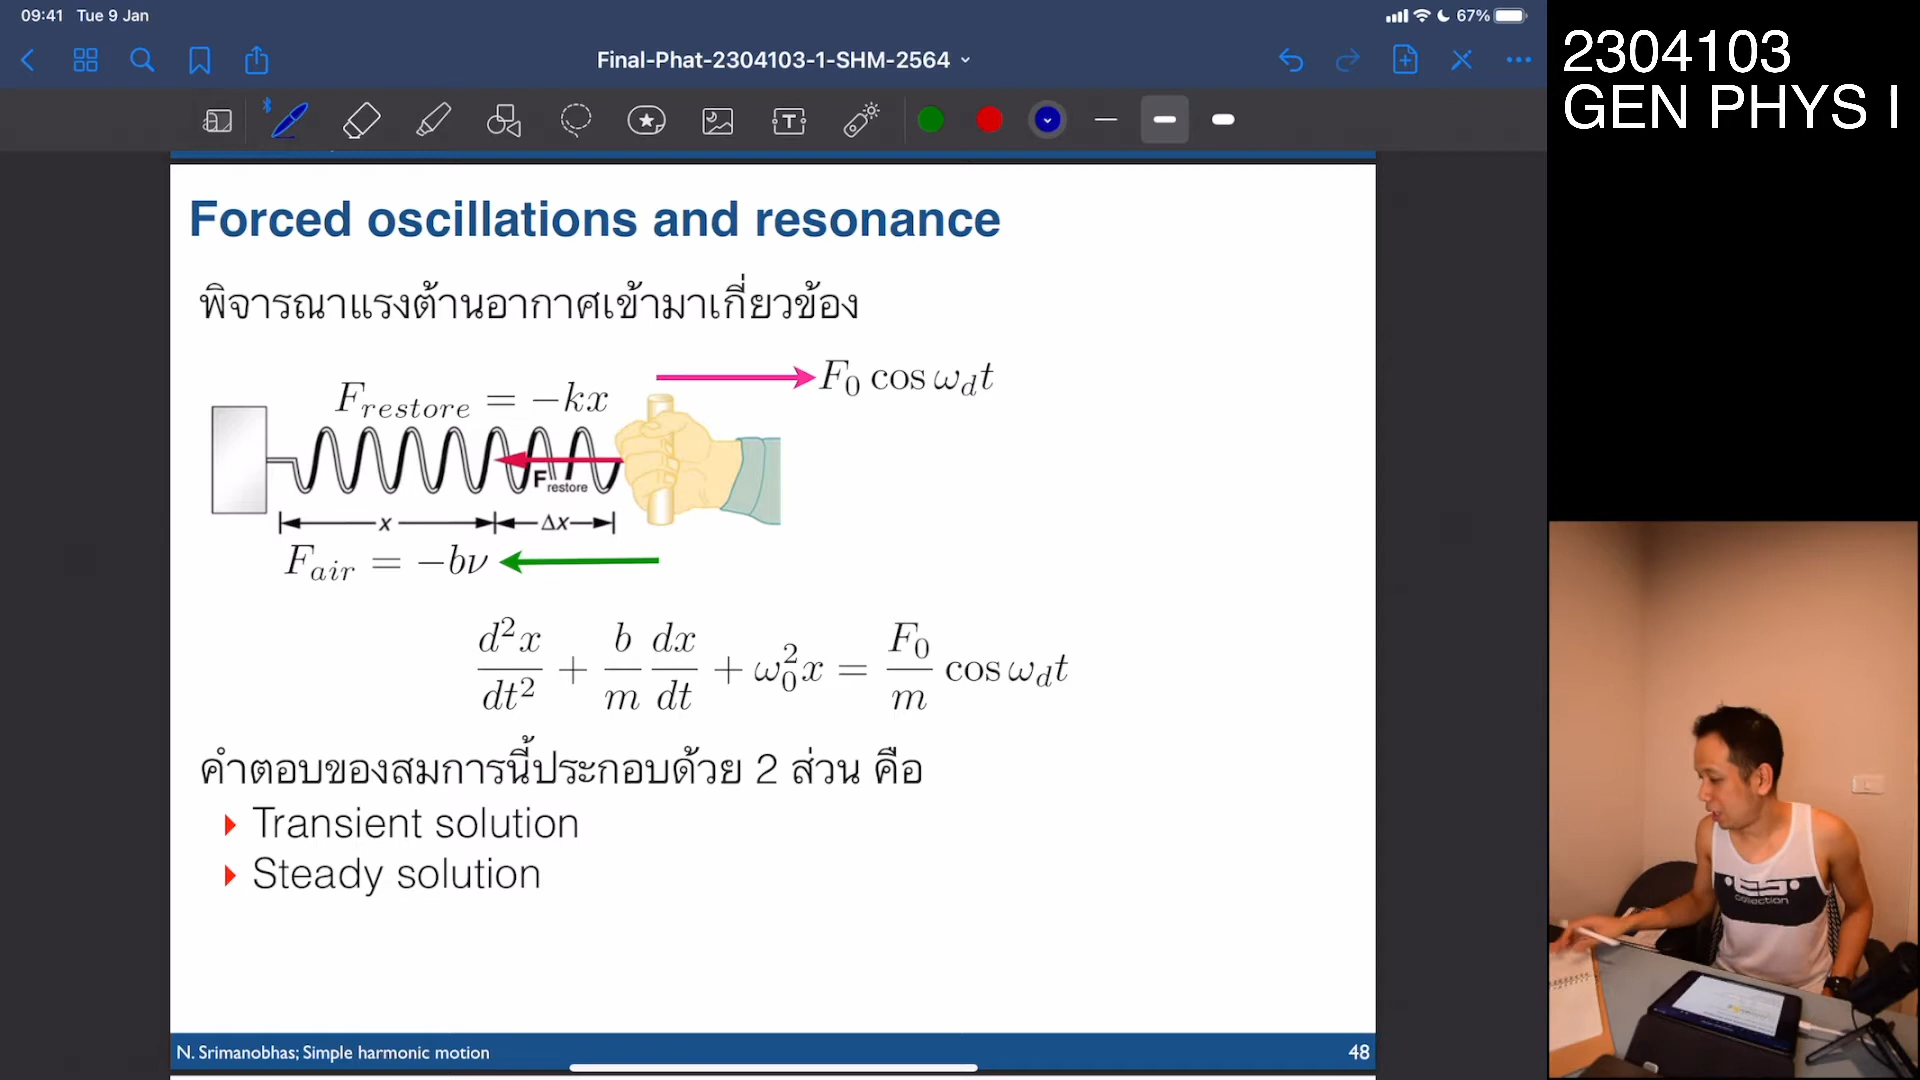 09:41 Tue 9 Jan
67%
Final-Phat-2304103-1-SHM-2564
2304103
GEN PHYS I
Forced oscillations and resonance
พิจารณาแรงต้านอากาศเข้ามาเกี่ยวข้อง
F₀ cos ω_d t
F_restore = −kx
F restore
x Δx
F_air = −bν
d²x/dt² + b/m dx/dt + ω₀²x = F₀/m cos ω_d t
คำตอบของสมการนี้ประกอบด้วย 2 ส่วน คือ
Transient solution
Steady solution
ES
collection
N. Srimanobhas; Simple harmonic motion
48